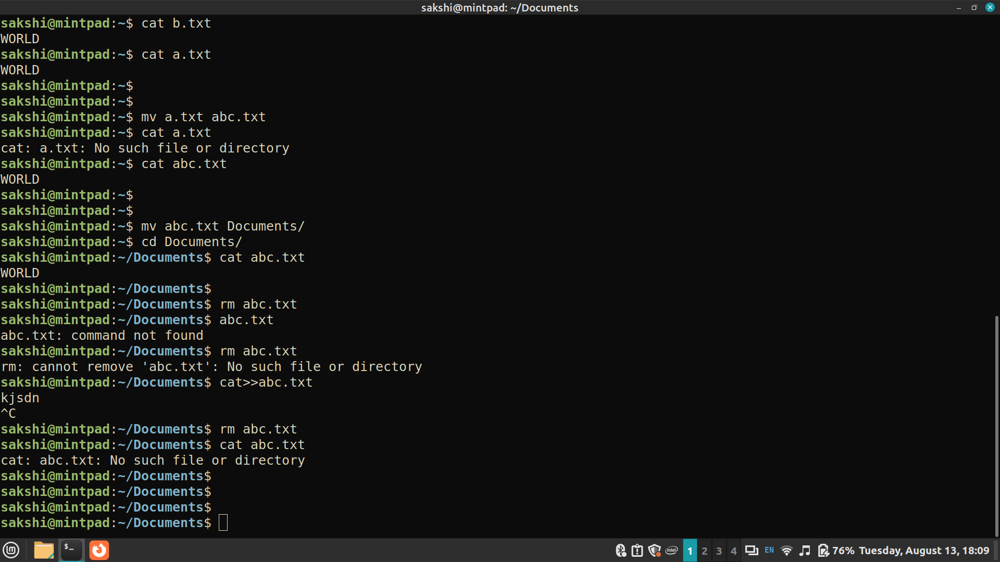 sakshi@mintpad: ~/Documents
sakshi@mintpad:~$ cat b.txt
WORLD
sakshi@mintpad:~$ cat a.txt
WORLD
sakshi@mintpad:~$
sakshi@mintpad:~$
sakshi@mintpad:~$ mv a.txt abc.txt
sakshi@mintpad:~$ cat a.txt
cat: a.txt: No such file or directory
sakshi@mintpad:~$ cat abc.txt
WORLD
sakshi@mintpad:~$
sakshi@mintpad:~$
sakshi@mintpad:~$ mv abc.txt Documents/
sakshi@mintpad:~$ cd Documents/
sakshi@mintpad:~/Documents$ cat abc.txt
WORLD
sakshi@mintpad:~/Documents$
sakshi@mintpad:~/Documents$ rm abc.txt
sakshi@mintpad:~/Documents$ abc.txt
abc.txt: command not found
sakshi@mintpad:~/Documents$ rm abc.txt
rm: cannot remove 'abc.txt': No such file or directory
sakshi@mintpad:~/Documents$ cat>>abc.txt
kjsdn
^C
sakshi@mintpad:~/Documents$ rm abc.txt
sakshi@mintpad:~/Documents$ cat abc.txt
cat: abc.txt: No such file or directory
sakshi@mintpad:~/Documents$
sakshi@mintpad:~/Documents$
sakshi@mintpad:~/Documents$
sakshi@mintpad:~/Documents$
$_ intel 1 2 3 4 EN 76% Tuesday, August 13, 18:09